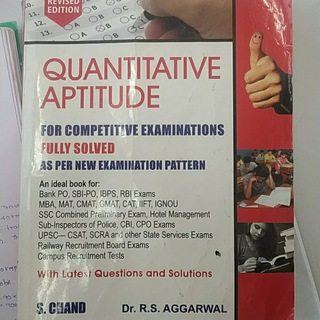 REVISED
EDITION
QUANTITATIVE
APTITUDE
FOR COMPETITIVE EXAMINATIONS
FULLY SOLVED
AS PER NEW EXAMINATION PATTERN
An ideal book for:
Bank PO, SBI-PO, IBPS, RBI Exams
MBA, MAT, CMAT, GMAT, CAT, IIFT, IGNOU
SSC Combined Preliminary Exam, Hotel Management
Sub-Inspectors of Police, CBI, CPO Exams
UPSC— CSAT, SCRA and other State Services Exams
Railway Recruitment Board Exams
Campus Recruitment Tests
With Latest Questions and Solutions
S. CHAND Dr. R.S. AGGARWAL